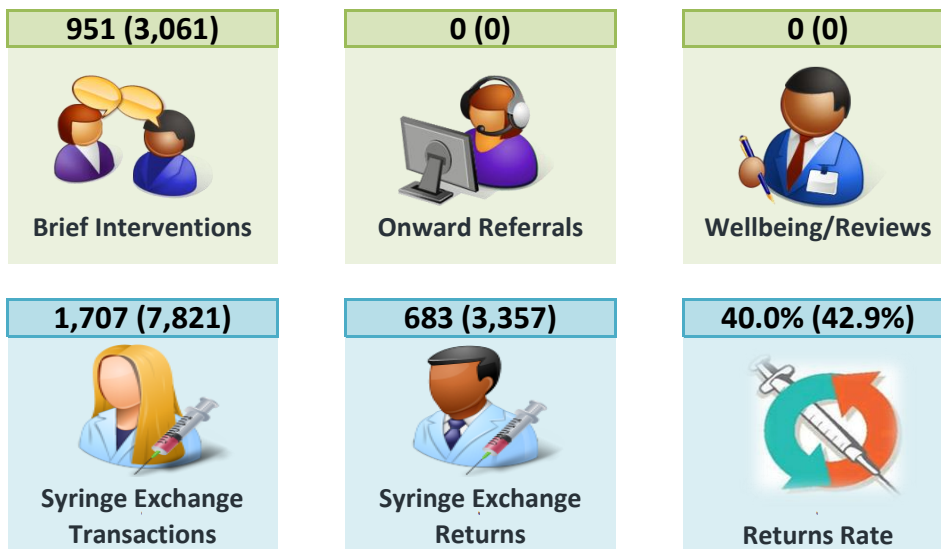 951 (3,061)
0 (0)
0 (0)
Brief Interventions
Onward Referrals
Wellbeing/Reviews
1,707 (7,821)
683 (3,357)
40.0% (42.9%)
Syringe Exchange
Transactions
Syringe Exchange
Returns
Returns Rate